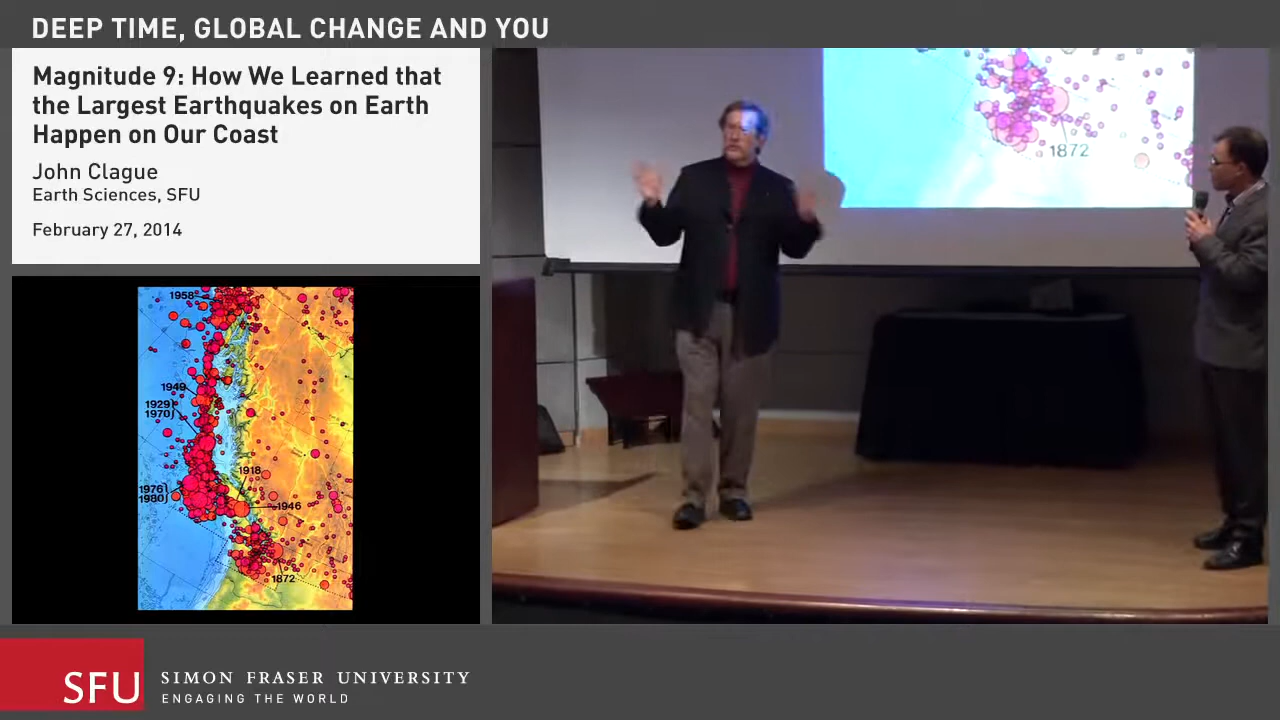 DEEP TIME, GLOBAL CHANGE AND YOU
Magnitude 9: How We Learned that
the Largest Earthquakes on Earth
Happen on Our Coast
John Clague
Earth Sciences, SFU
February 27, 2014
1872
1958
1949
1929
1970
1918
1976
1980
1946
1872
SFU
SIMON FRASER UNIVERSITY
ENGAGING THE WORLD